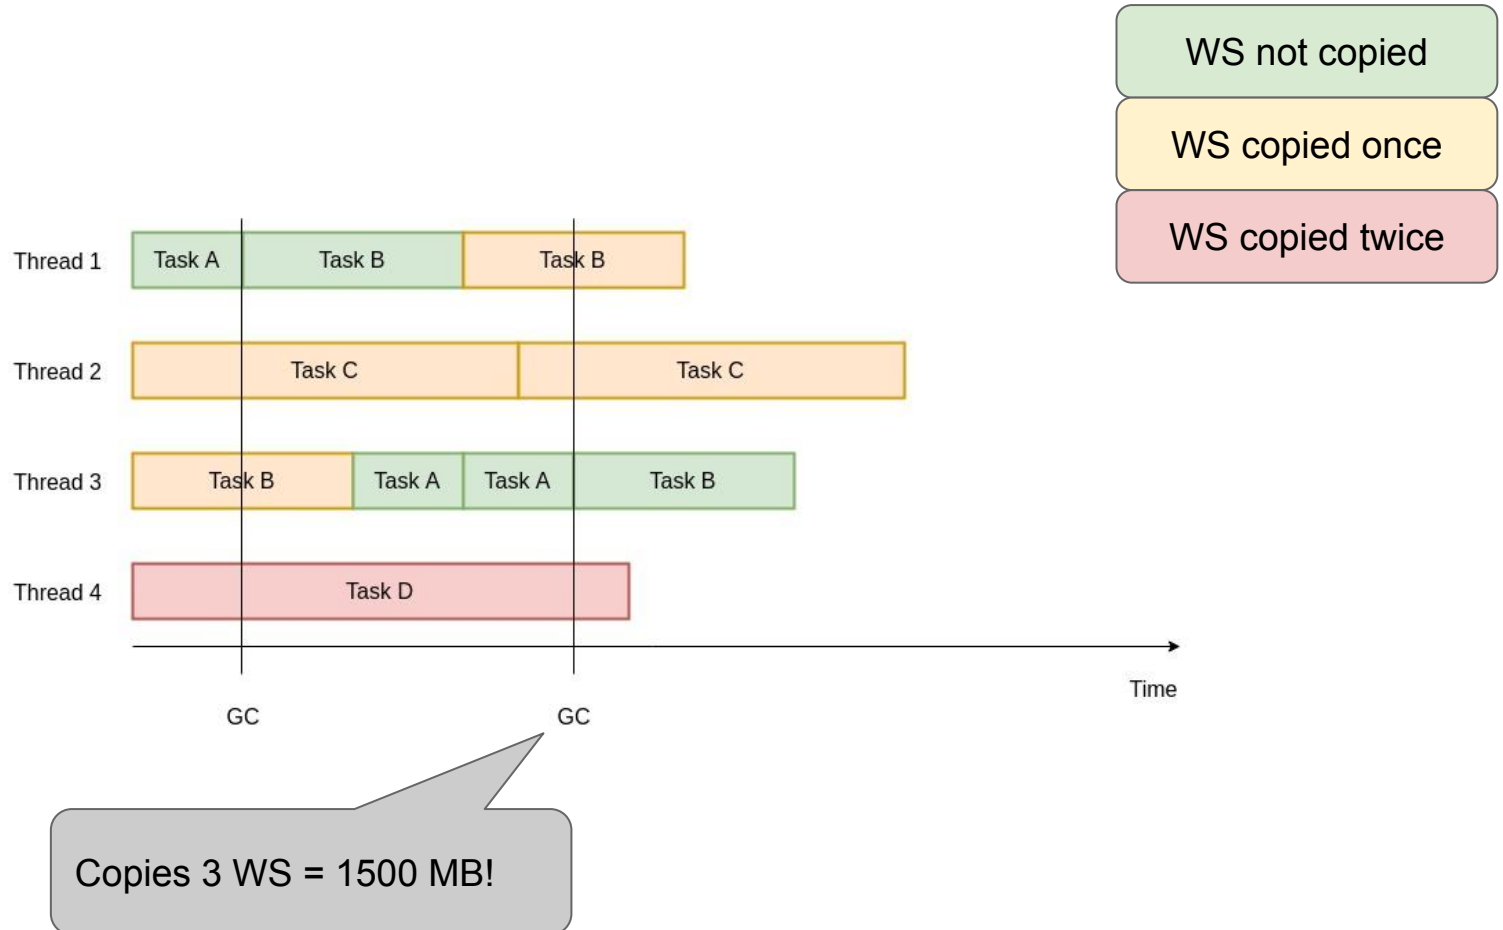 WS not copied
WS copied once
WS copied twice
Thread 1
Task A
Task B
Task B
Thread 2
Task C
Task C
Thread 3
Task B
Task A
Task A
Task B
Thread 4
Task D
Time
GC
GC
Copies 3 WS = 1500 MB!